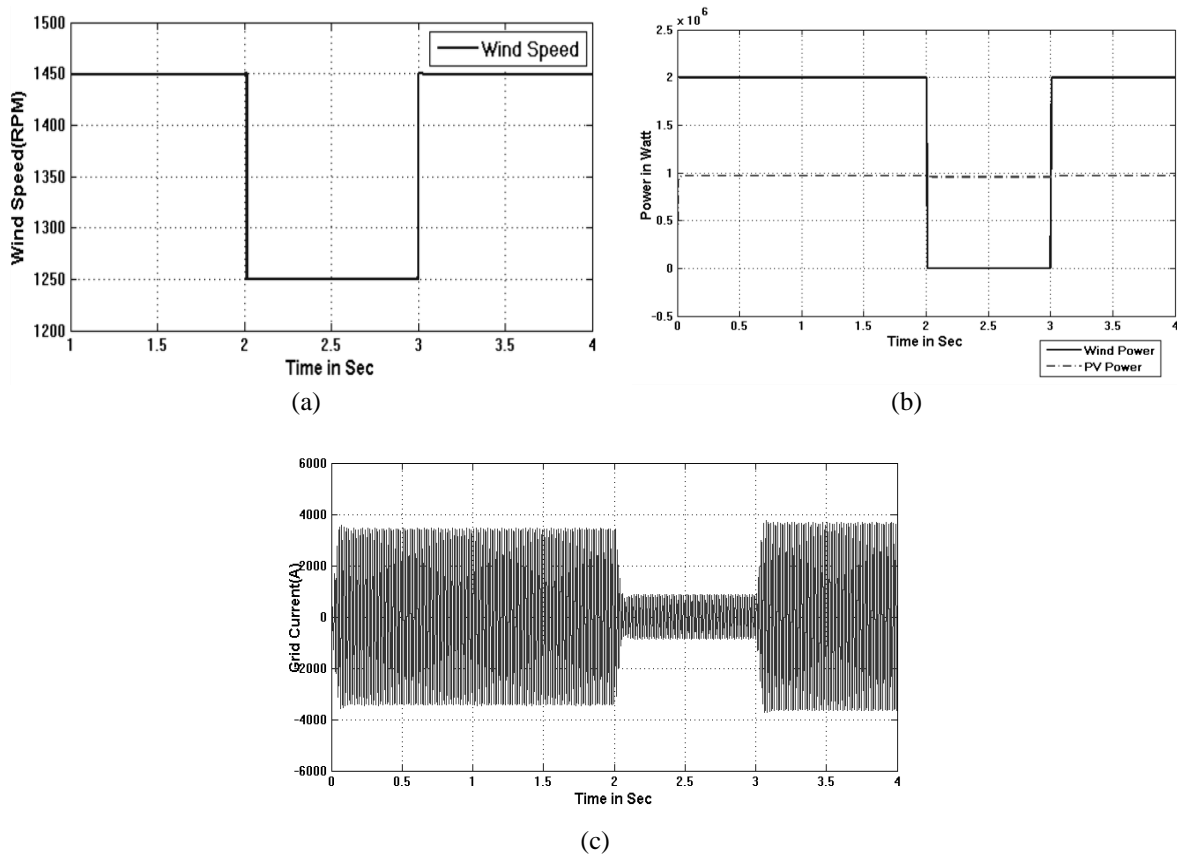 1500
1450
1400
1350
1300
1250
1200
Wind Speed(RPM)
Wind Speed
1 1.5 2 2.5 3 3.5 4
Time in Sec
(a)
x 10^6
2.5
2
1.5
1
0.5
0
-0.5
Power in Watt
0 0.5 1 1.5 2 2.5 3 3.5 4
Time in Sec
Wind Power
PV Power
(b)
6000
4000
2000
0
-2000
-4000
-6000
Grid Current(A)
0 0.5 1 1.5 2 2.5 3 3.5 4
Time in Sec
(c)